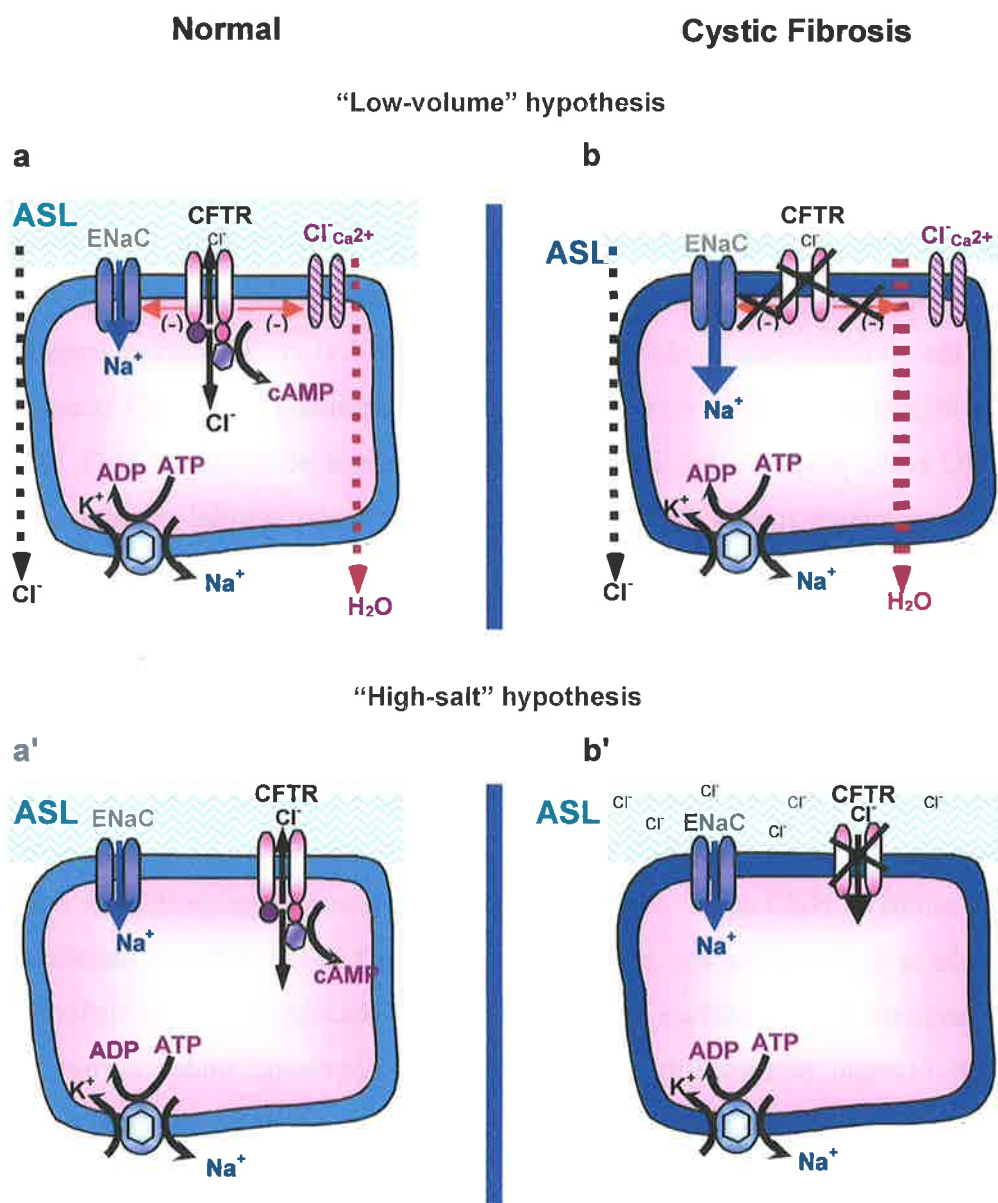 Normal
Cystic Fibrosis
“Low-volume” hypothesis
a
ASL
ENaC
CFTR
Cl-
Cl-Ca2+
(-)
(-)
Na+
cAMP
Cl-
ADP
ATP
K+
Na+
Cl-
H2O
b
ASL
ENaC
CFTR
Cl-
Cl-Ca2+
(-)
(-)
Na+
ADP
ATP
K+
Na+
Cl-
H2O
“High-salt” hypothesis
a'
ASL
ENaC
CFTR
Cl-
Na+
cAMP
ADP
ATP
K+
Na+
b'
ASL
Cl-
Cl-
Cl-
Cl-
Cl-
Cl-
ENaC
CFTR
Cl-
Na+
ADP
ATP
K+
Na+